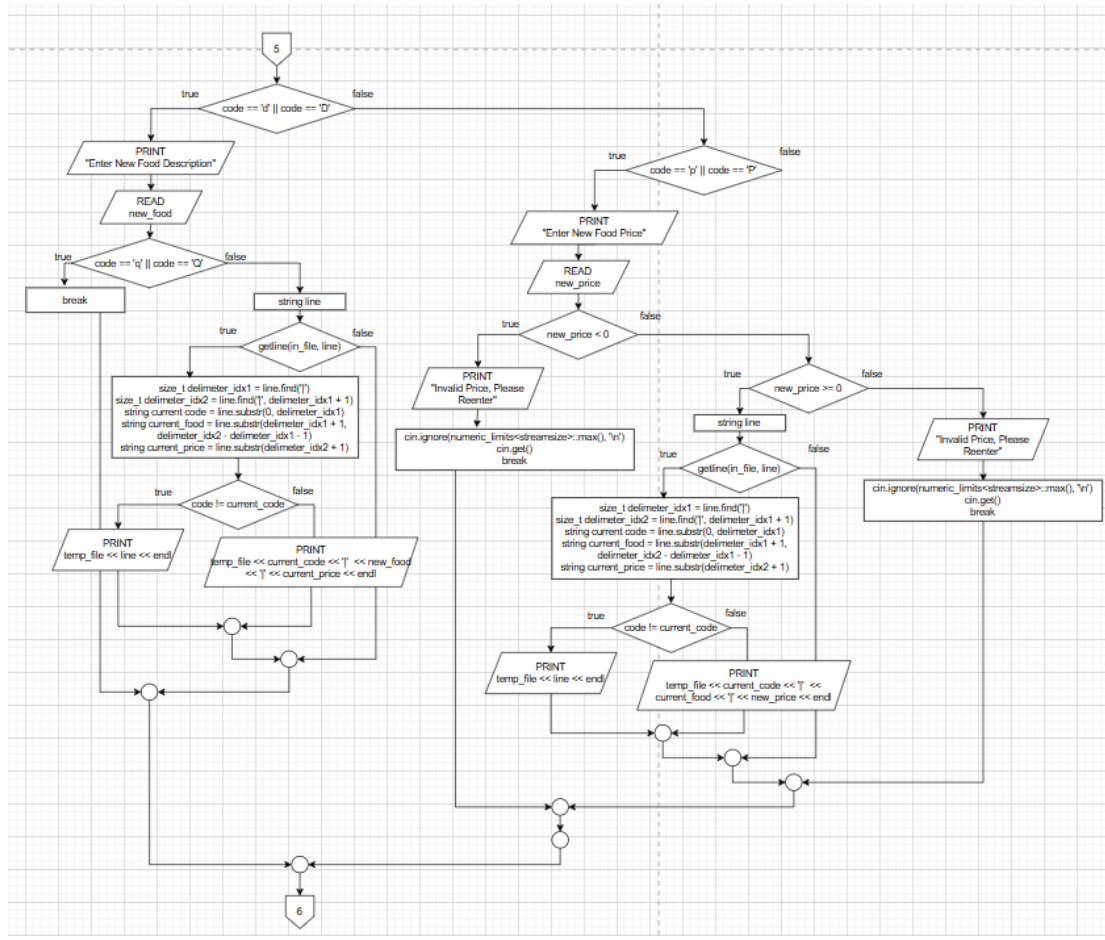 5
true
false
code == 'd' || code == 'D'
PRINT
"Enter New Food Description"
READ
new_food
true
false
code == 'q' || code == 'Q'
break
string line
true
false
getline(in_file, line)
size_t delimeter_idx1 = line.find('|')
size_t delimeter_idx2 = line.find('|', delimeter_idx1 + 1)
string current code = line.substr(0, delimeter_idx1)
string current_food = line.substr(delimeter_idx1 + 1,
delimeter_idx2 - delimeter_idx1 - 1)
string current_price = line.substr(delimeter_idx2 + 1)
true
false
code != current_code
PRINT
temp_file << line << endl
PRINT
temp_file << current_code << '|' << new_food
<< '|' << current_price << endl
true
false
code == 'p' || code == 'P'
PRINT
"Enter New Food Price"
READ
new_price
true
false
new_price < 0
PRINT
"Invalid Price, Please
Reenter"
cin.ignore(numeric_limits<streamsize>::max(), '\n')
cin.get()
break
true
false
new_price >= 0
string line
true
false
getline(in_file, line)
size_t delimeter_idx1 = line.find('|')
size_t delimeter_idx2 = line.find('|', delimeter_idx1 + 1)
string current code = line.substr(0, delimeter_idx1)
string current_food = line.substr(delimeter_idx1 + 1,
delimeter_idx2 - delimeter_idx1 - 1)
string current_price = line.substr(delimeter_idx2 + 1)
true
false
code != current_code
PRINT
temp_file << line << endl
PRINT
temp_file << current_code << '|' <<
current_food << '|' << new_price << endl
PRINT
"Invalid Price, Please
Reenter"
cin.ignore(numeric_limits<streamsize>::max(), '\n')
cin.get()
break
6